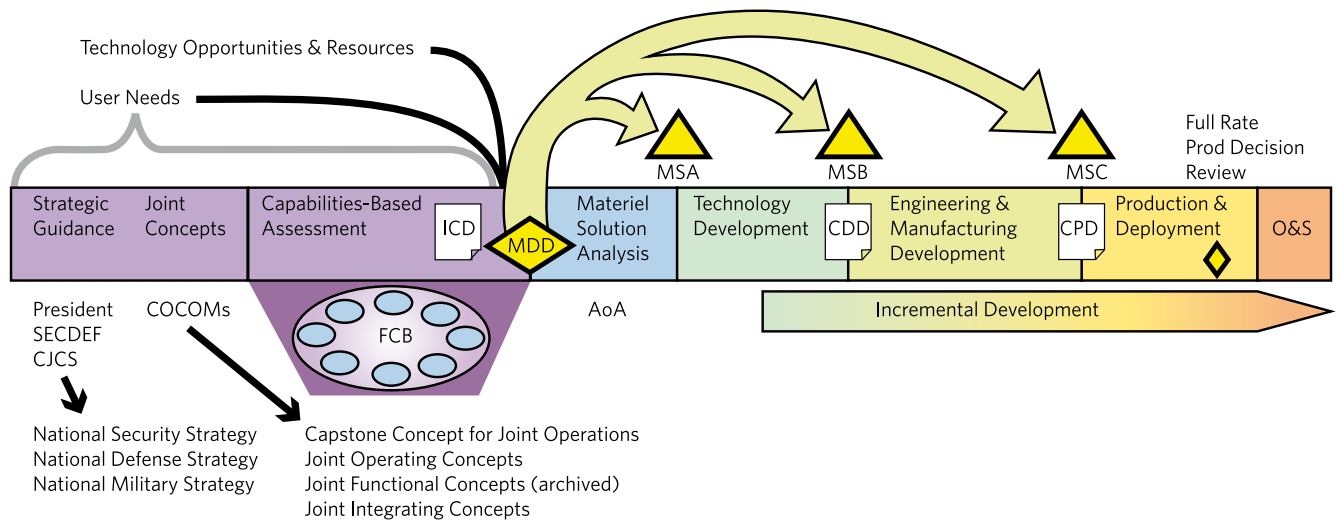 Technology Opportunities & Resources
User Needs
MSA
MSB
MSC
Full Rate
Prod Decision
Review
Strategic
Guidance
Joint
Concepts
Capabilities-Based
Assessment
ICD
MDD
Materiel
Solution
Analysis
Technology
Development
CDD
Engineering &
Manufacturing
Development
CPD
Production &
Deployment
O&S
President
SECDEF
CJCS
COCOMs
FCB
AoA
Incremental Development
National Security Strategy
National Defense Strategy
National Military Strategy
Capstone Concept for Joint Operations
Joint Operating Concepts
Joint Functional Concepts (archived)
Joint Integrating Concepts